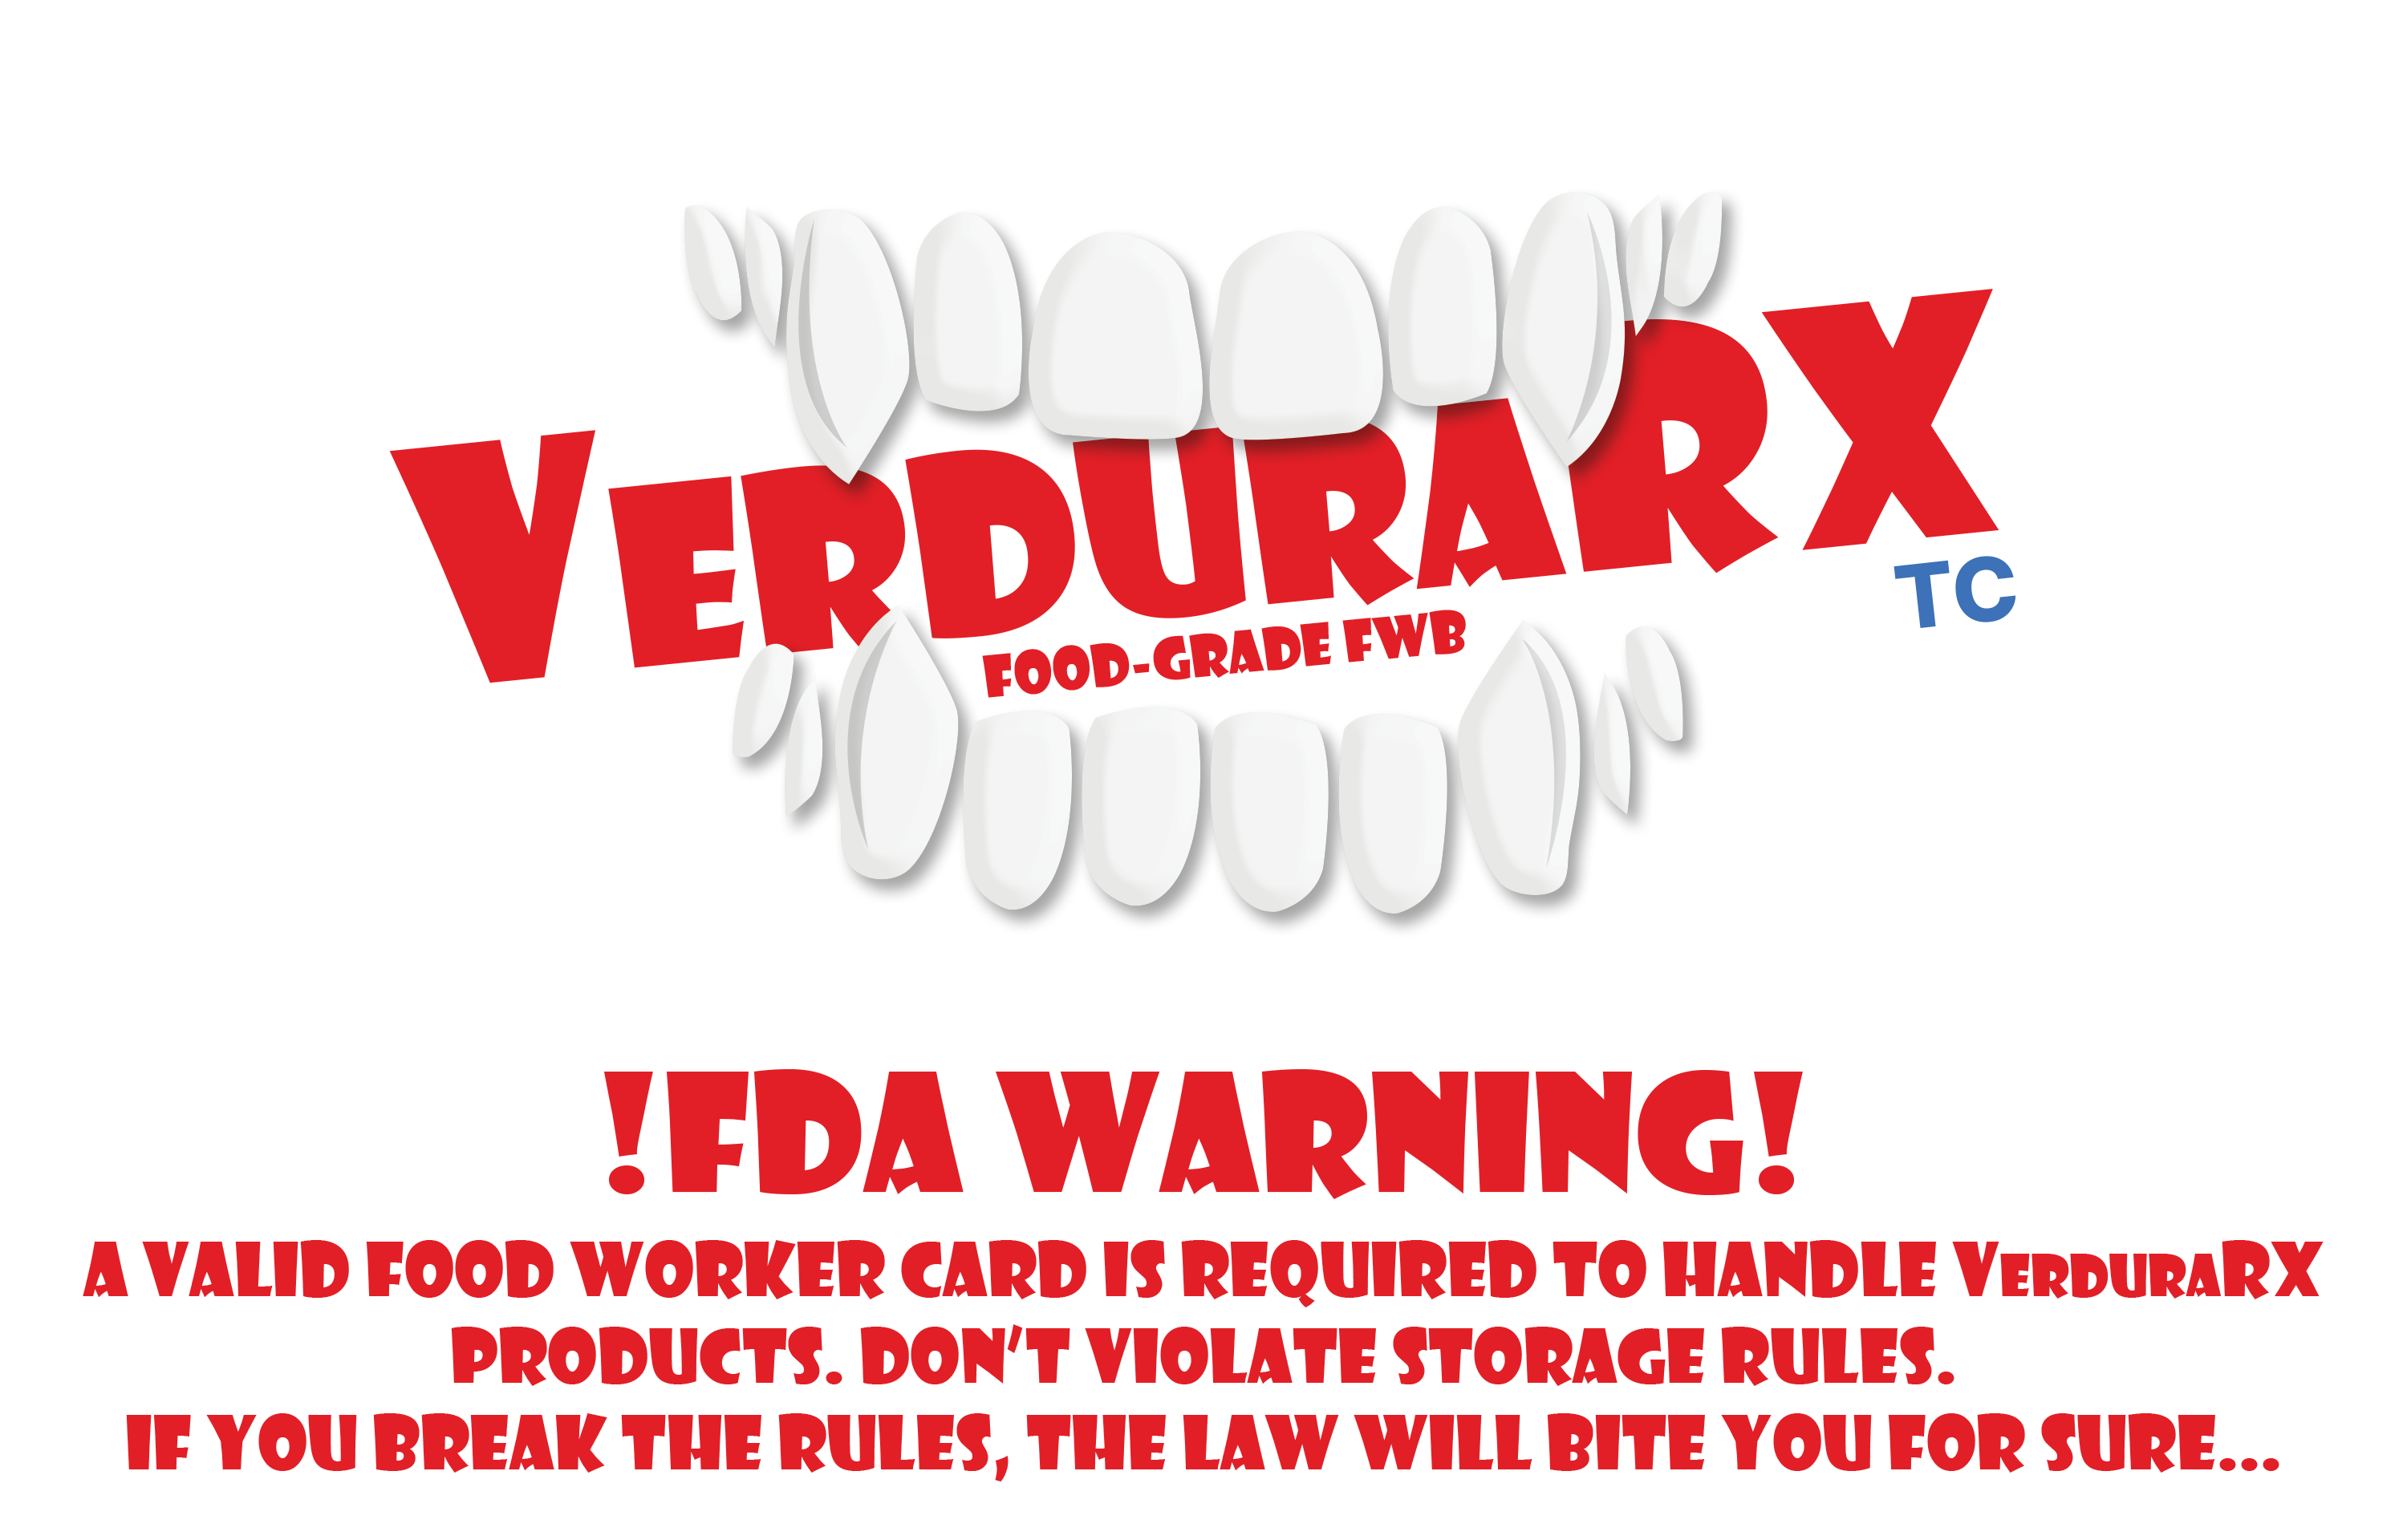 VERDURARX
TC
FOOD-GRADE FWB
!FDA WARNING!
A VALID FOOD WORKER CARD IS REQUIRED TO HANDLE VERDURARX
PRODUCTS. DON'T VIOLATE STORAGE RULES.
IF YOU BREAK THE RULES, THE LAW WILL BITE YOU FOR SURE...